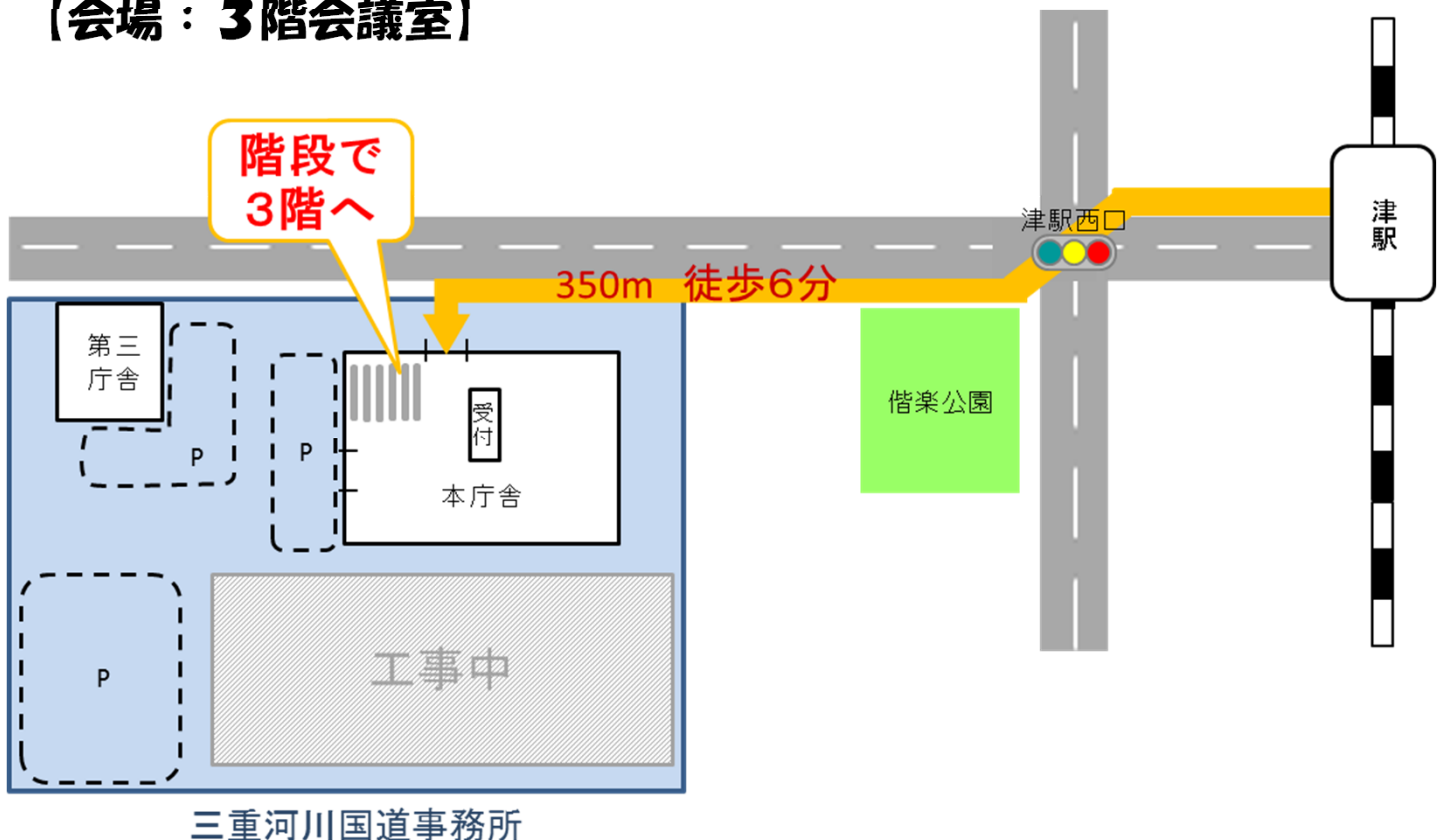 【会場：３階会議室】
階段で
３階へ
津駅西口
津駅
350m　徒歩６分
第三
庁舎
P
P
受付
本庁舎
偕楽公園
P
工事中
三重河川国道事務所